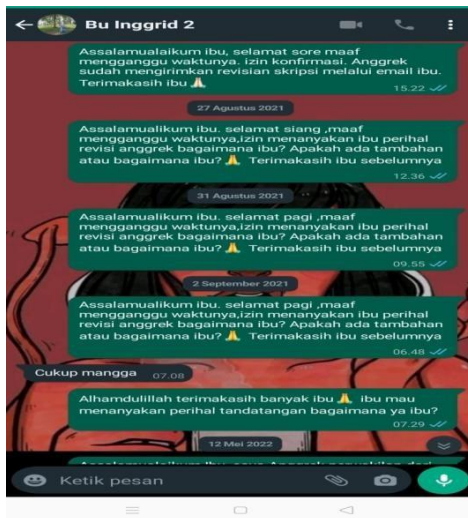 Bu Inggrid 2
Assalamualaikum ibu, selamat sore maaf
mengganggu waktunya. izin konfirmasi. Anggrek
sudah mengirimkan revisian skripsi melalui email ibu.
Terimakasih ibu🙏
15.22
27 Agustus 2021
Assalamualikum ibu. selamat siang ,maaf
mengganggu waktunya,izin menanyakan ibu perihal
revisi anggrek bagaimana ibu? Apakah ada tambahan
atau bagaimana ibu?🙏 Terimakasih ibu sebelumnya
12.36
31 Agustus 2021
Assalamualikum ibu. selamat pagi ,maaf
mengganggu waktunya,izin menanyakan ibu perihal
revisi anggrek bagaimana ibu? Apakah ada tambahan
atau bagaimana ibu?🙏 Terimakasih ibu sebelumnya
09.55
2 September 2021
Assalamualikum ibu. selamat pagi ,maaf
mengganggu waktunya,izin menanyakan ibu perihal
revisi anggrek bagaimana ibu? Apakah ada tambahan
atau bagaimana ibu?🙏 Terimakasih ibu sebelumnya
06.48
Cukup mangga 07.08
Alhamdulillah terimakasih banyak ibu🙏 ibu mau
menanyakan perihal tandatangan bagaimana ya ibu?
07.29
12 Mei 2022
Ketik pesan